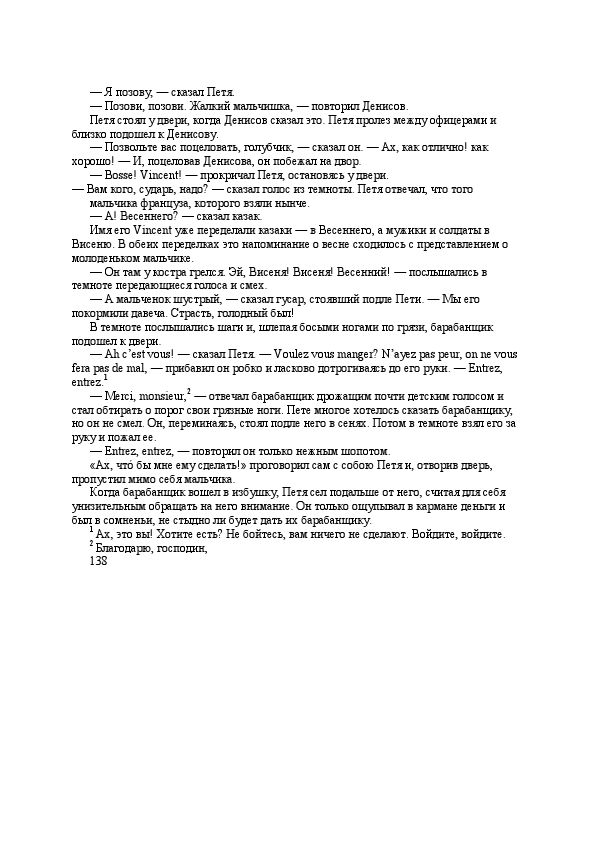 — Я позову, — сказал Петя.
— Позови, позови. Жалкий мальчишка, — повторил Денисов.
Петя стоял у двери, когда Денисов сказал это. Петя пролез между офицерами и
близко подошел к Денисову.
— Позвольте вас поцеловать, голубчик, — сказал он. — Ах, как отлично! как
хорошо! — И, поцеловав Денисова, он побежал на двор.
— Bosse! Vincent! — прокричал Петя, остановясь у двери.
— Вам кого, сударь, надо? — сказал голос из темноты. Петя отвечал, что того
мальчика француза, которого взяли нынче.
— А! Весеннего? — сказал казак.
Имя его Vincent уже переделали казаки — в Весеннего, а мужики и солдаты в
Висеню. В обеих переделках это напоминание о весне сходилось с представлением о
молоденьком мальчике.
— Он там у костра грелся. Эй, Висеня! Висеня! Весенний! — послышались в
темноте передающиеся голоса и смех.
— А мальчонок шустрый, — сказал гусар, стоявший подле Пети. — Мы его
покормили давеча. Страсть, голодный был!
В темноте послышались шаги и, шлепая босыми ногами по грязи, барабанщик
подошел к двери.
— Ah c’est vous! — сказал Петя. — Voulez vous manger? N’ayez pas peur, on ne vous
fera pas de mal, — прибавил он робко и ласково дотрогиваясь до его руки. — Entrez,
entrez.1
— Merci, monsieur,2 — отвечал барабанщик дрожащим почти детским голосом и
стал обтирать о порог свои грязные ноги. Пете многое хотелось сказать барабанщику,
но он не смел. Он, переминаясь, стоял подле него в сенях. Потом в темноте взял его за
руку и пожал ее.
— Entrez, entrez, — повторил он только нежным шопотом.
«Ах, что́ бы мне ему сделать!» проговорил сам с собою Петя и, отворив дверь,
пропустил мимо себя мальчика.
Когда барабанщик вошел в избушку, Петя сел подальше от него, считая для себя
унизительным обращать на него внимание. Он только ощупывал в кармане деньги и
был в сомненьи, не стыдно ли будет дать их барабанщику.
1 Ах, это вы! Хотите есть? Не бойтесь, вам ничего не сделают. Войдите, войдите.
2 Благодарю, господин,
138